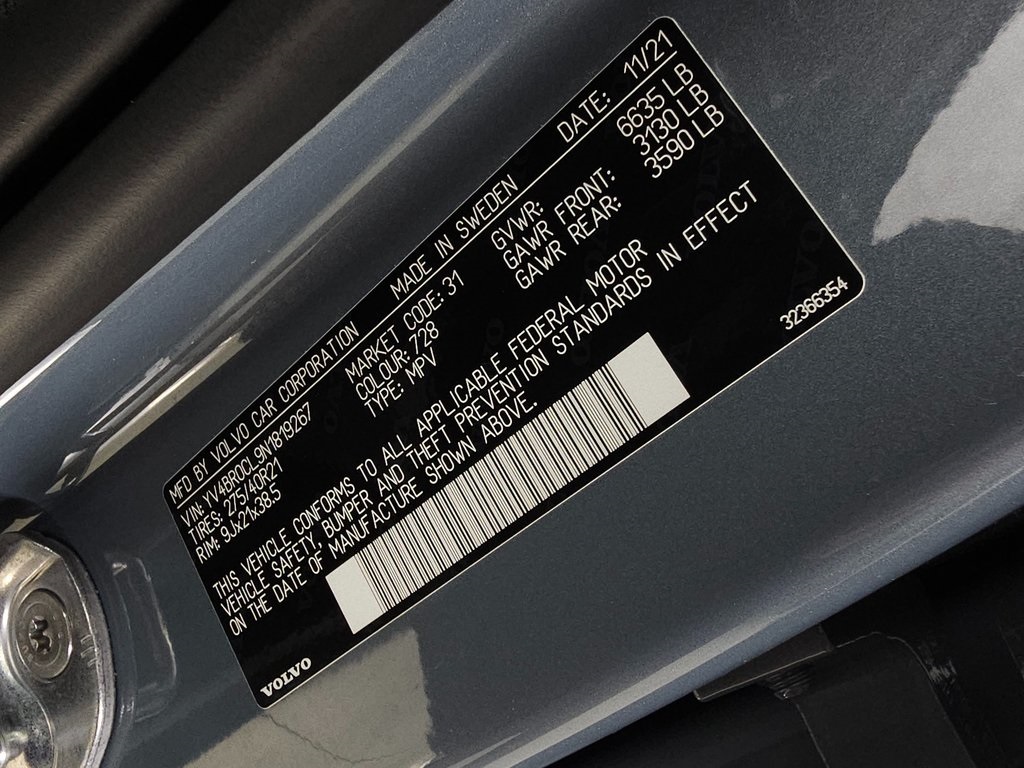 MFD BY VOLVO CAR CORPORATION MADE IN SWEDEN DATE: 11/21
VIN: YV4BR0CL9N1819267 MARKET CODE: 31 GVWR: 6635 LB
TIRES: 275/40R21 COLOUR: 728 GAWR FRONT: 3130 LB
RIM: 9Jx21x38.5 TYPE: MPV GAWR REAR: 3590 LB
THIS VEHICLE CONFORMS TO ALL APPLICABLE FEDERAL MOTOR
VEHICLE SAFETY, BUMPER AND THEFT PREVENTION STANDARDS IN EFFECT
ON THE DATE OF MANUFACTURE SHOWN ABOVE.
VOLVO 32366354